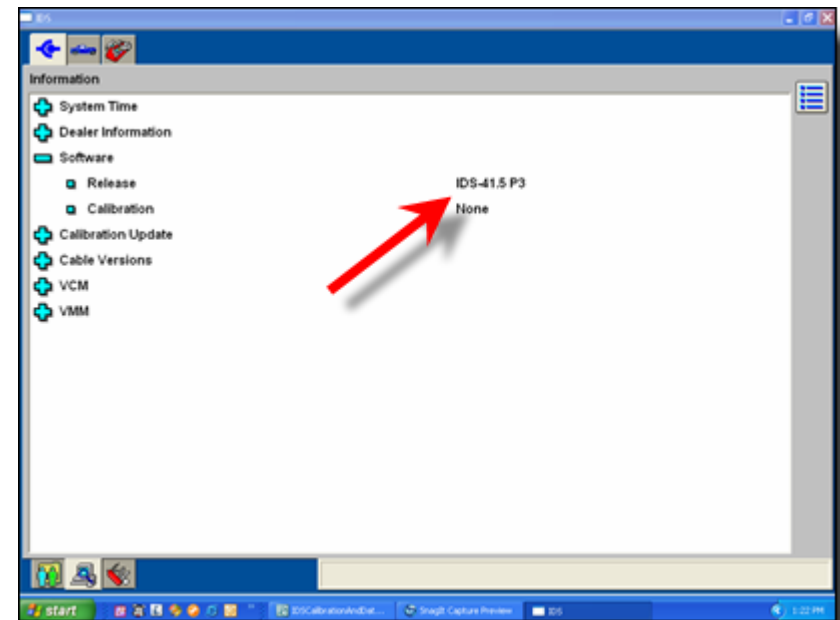 IDS
Information
System Time
Dealer Information
Software
Release IDS-41.5 P3
Calibration None
Calibration Update
Cable Versions
VCM
VMM
start IDSCalibrationAndDat... SnagIt Capture Preview IDS 1:22 PM